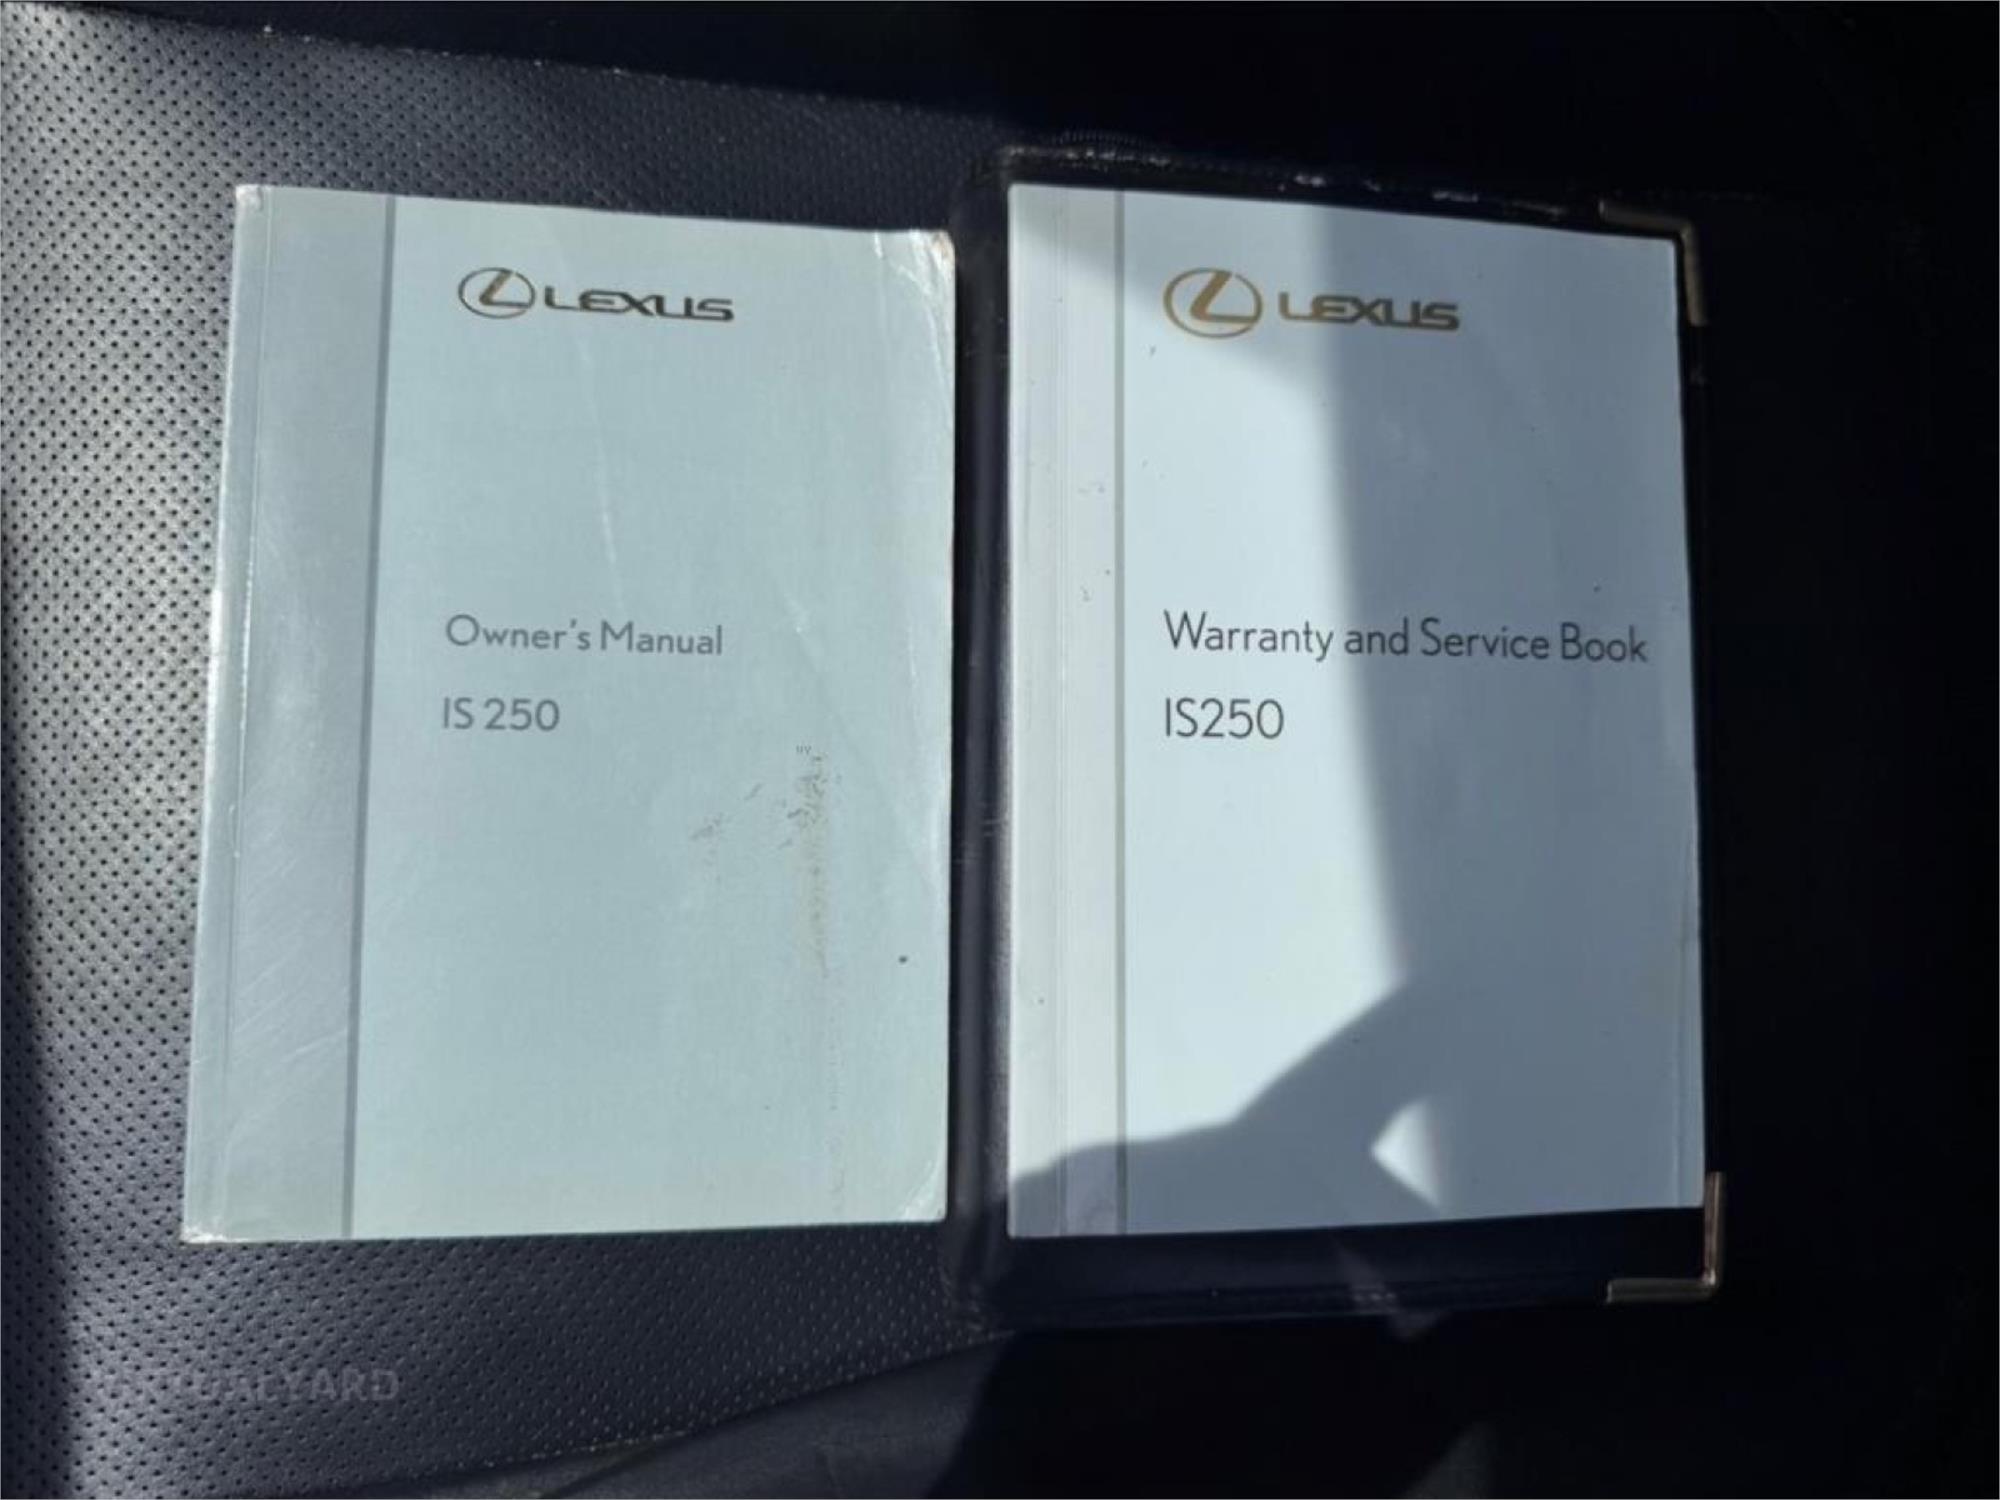 LEXUS
Owner's Manual
IS 250
LEXUS
Warranty and Service Book
IS250